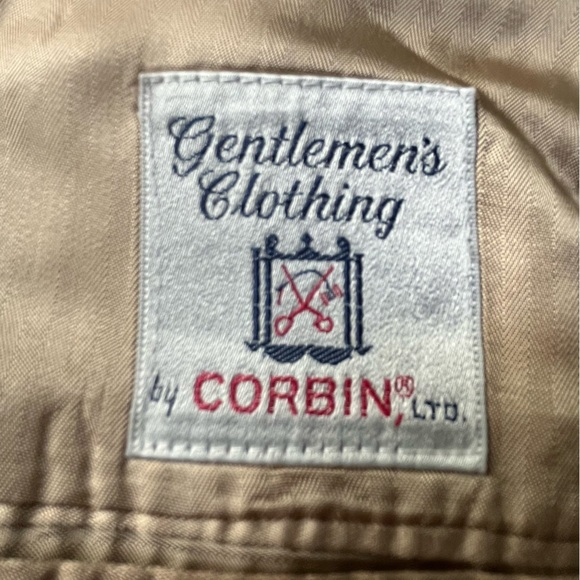 Gentlemen's
Clothing
by CORBIN,® LTD.